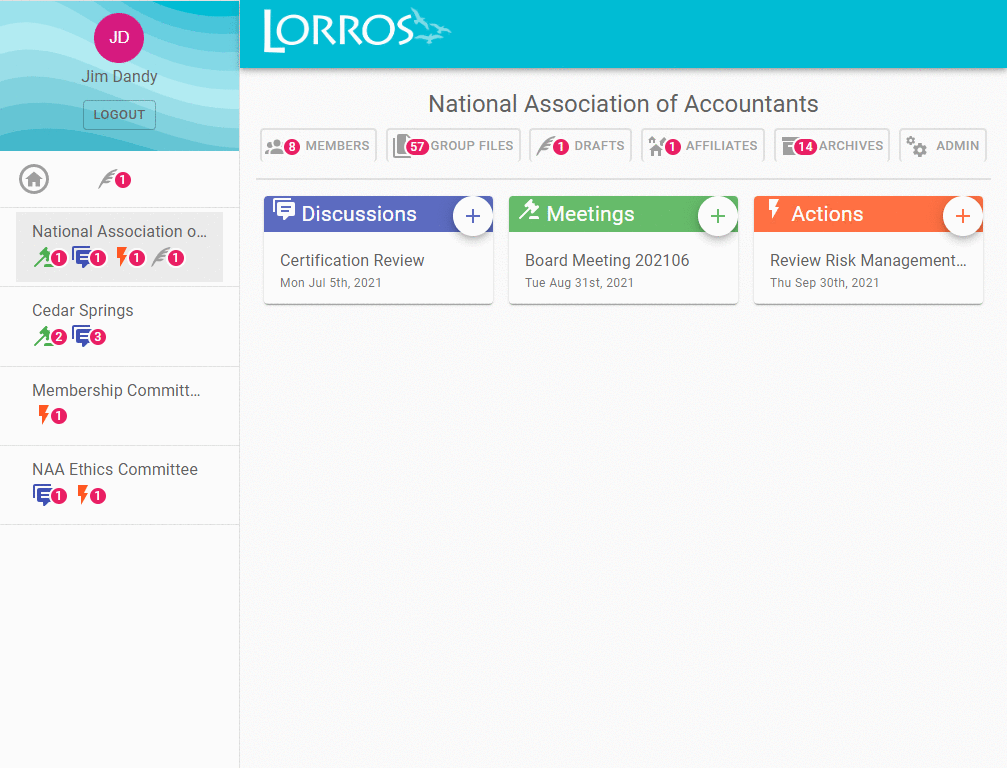 JD
Jim Dandy
LOGOUT
1
National Association o...
1 1 1 1
Cedar Springs
2 3
Membership Committ...
1
NAA Ethics Committee
1 1
LORROS
National Association of Accountants
8 MEMBERS 57 GROUP FILES 1 DRAFTS 1 AFFILIATES 14 ARCHIVES ADMIN
Discussions +
Certification Review
Mon Jul 5th, 2021
Meetings +
Board Meeting 202106
Tue Aug 31st, 2021
Actions +
Review Risk Management...
Thu Sep 30th, 2021